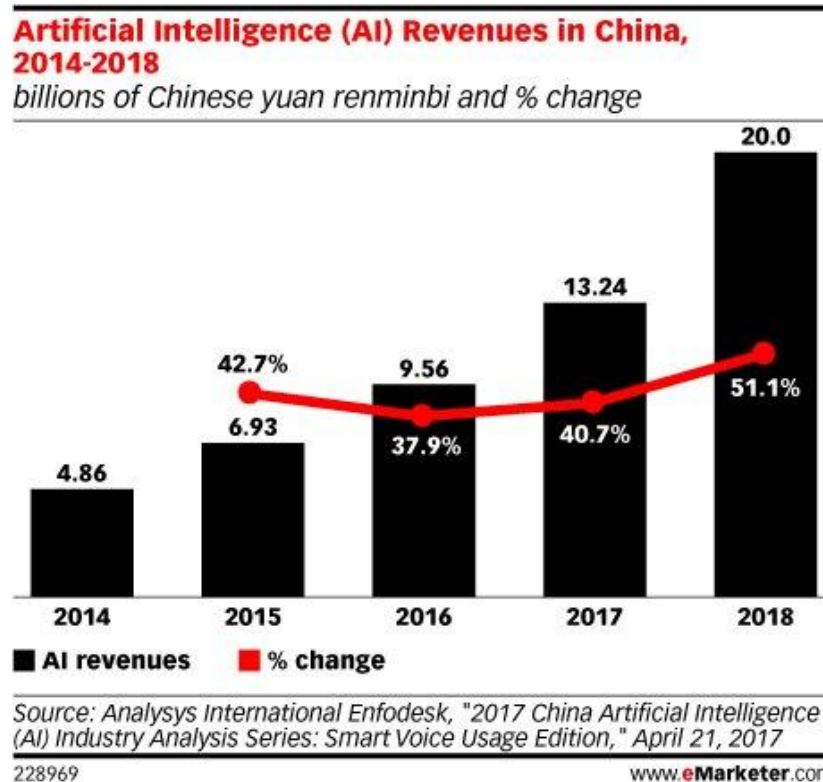 Artificial Intelligence (AI) Revenues in China,
2014-2018
billions of Chinese yuan renminbi and % change
20.0
13.24
42.7%
9.56
51.1%
6.93
37.9%
40.7%
4.86
2014 2015 2016 2017 2018
AI revenues % change
Source: Analysys International Enfodesk, "2017 China Artificial Intelligence
(AI) Industry Analysis Series: Smart Voice Usage Edition," April 21, 2017
228969 www.eMarketer.com